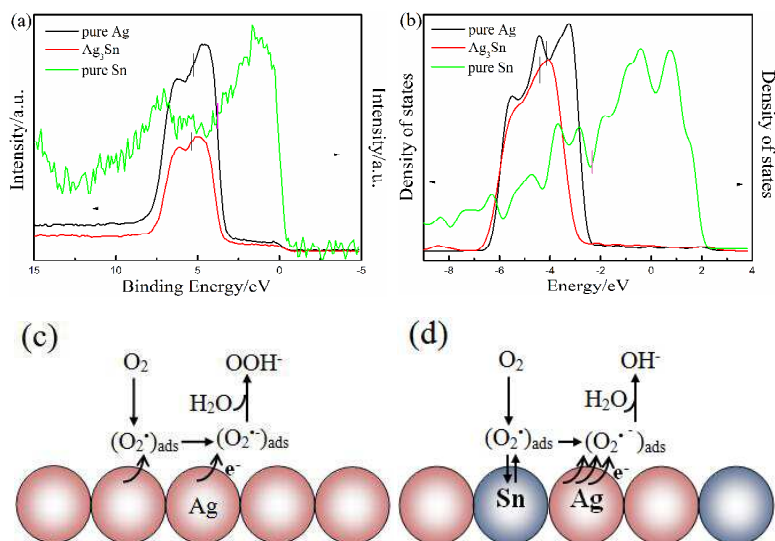 (a)
pure Ag
Ag₃Sn
pure Sn
Intensity/a.u.
Intensity/a.u.
15 10 5 0 -5
Binding Energy/eV
(b)
pure Ag
Ag₃Sn
pure Sn
Density of states
Density of states
-8 -6 -4 -2 0 2 4
Energy/eV
(c)
O₂ OOH⁻
H₂O
(O₂•)ads (O₂•⁻)ads
e⁻
Ag
(d)
O₂ OH⁻
H₂O
(O₂•)ads (O₂•⁻)ads
e⁻
Sn Ag